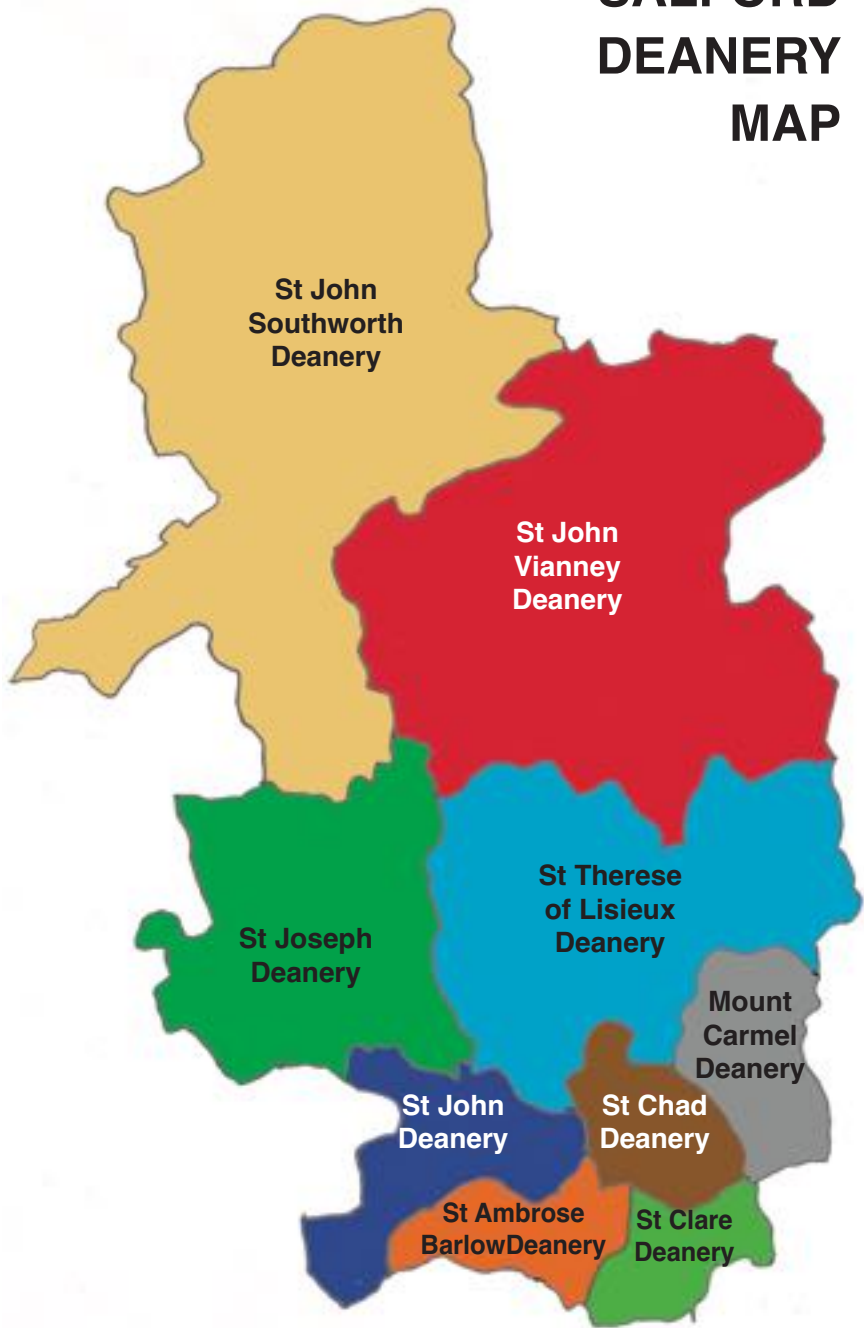 SALFORD
DEANERY
MAP
St John
Southworth
Deanery
St John
Vianney
Deanery
St Therese
of Lisieux
Deanery
St Joseph
Deanery
Mount
Carmel
Deanery
St John
Deanery
St Chad
Deanery
St Ambrose
BarlowDeanery
St Clare
Deanery